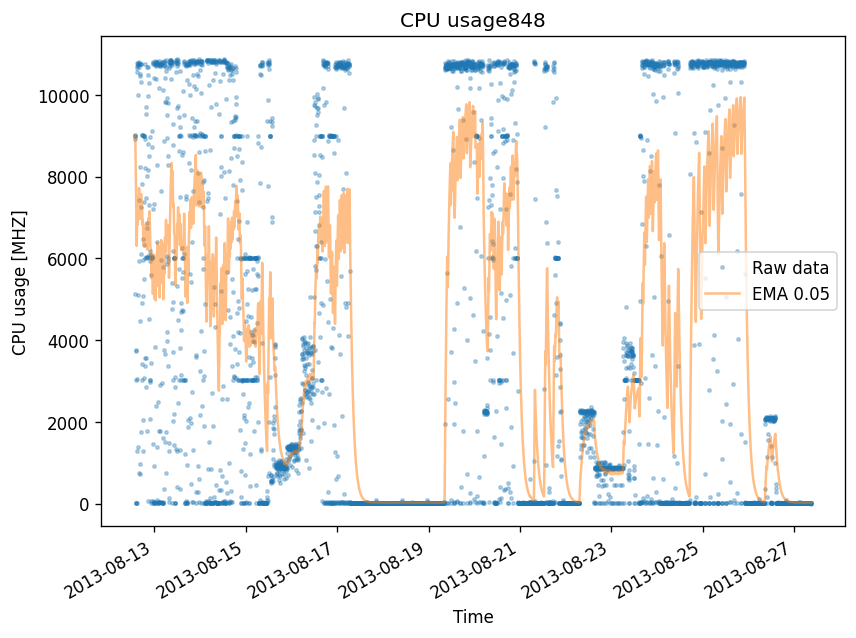 CPU usage848
CPU usage [MHZ]
10000
8000
6000
4000
2000
0
Raw data
EMA 0.05
2013-08-13
2013-08-15
2013-08-17
2013-08-19
2013-08-21
2013-08-23
2013-08-25
2013-08-27
Time